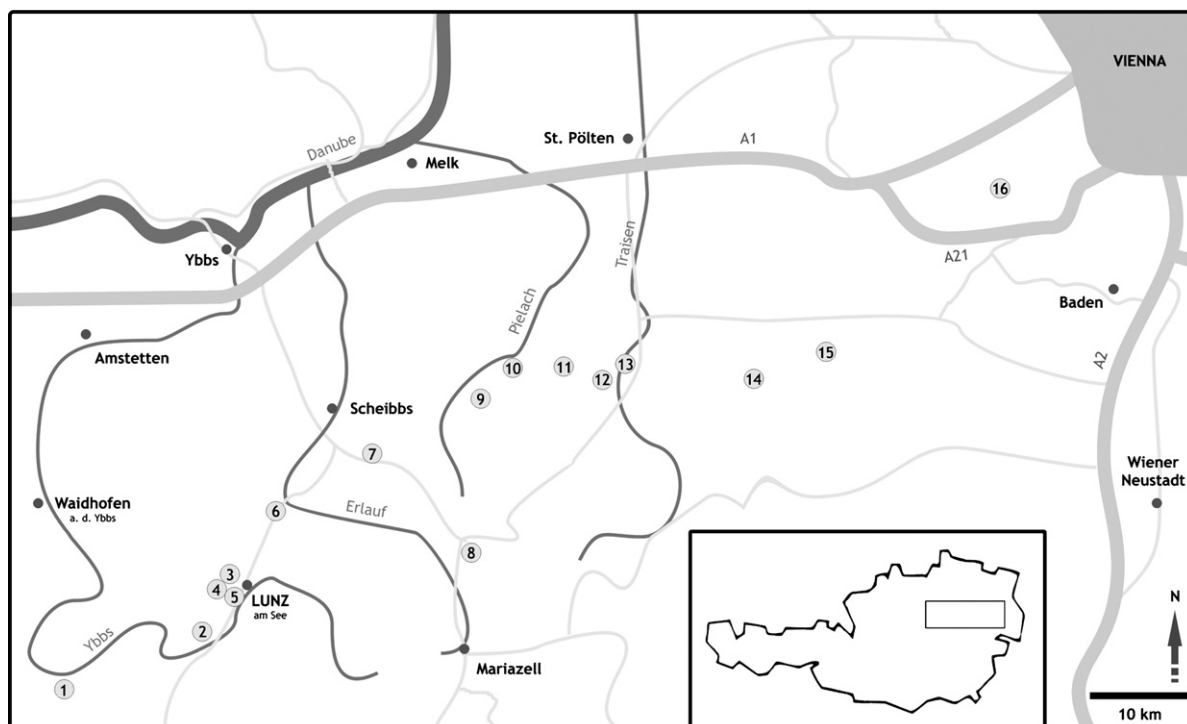 VIENNA
St. Pölten
A1
Danube
Melk
16
Ybbs
Traisen
A21
Baden
Pielach
Amstetten
15
13
11
10
12
14
A2
9
Scheibbs
7
Wiener
Neustadt
Waidhofen
a. d. Ybbs
6
Erlauf
8
3
4
5
LUNZ
am See
N
2
Ybbs
Mariazell
1
10 km